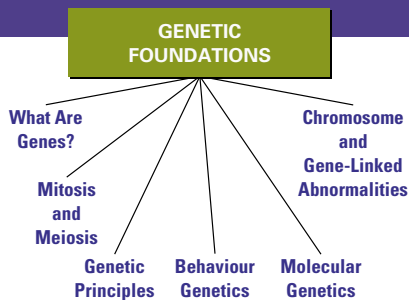 GENETIC
FOUNDATIONS
What Are
Genes?
Mitosis
and
Meiosis
Genetic
Principles
Behaviour
Genetics
Molecular
Genetics
Chromosome
and
Gene-Linked
Abnormalities